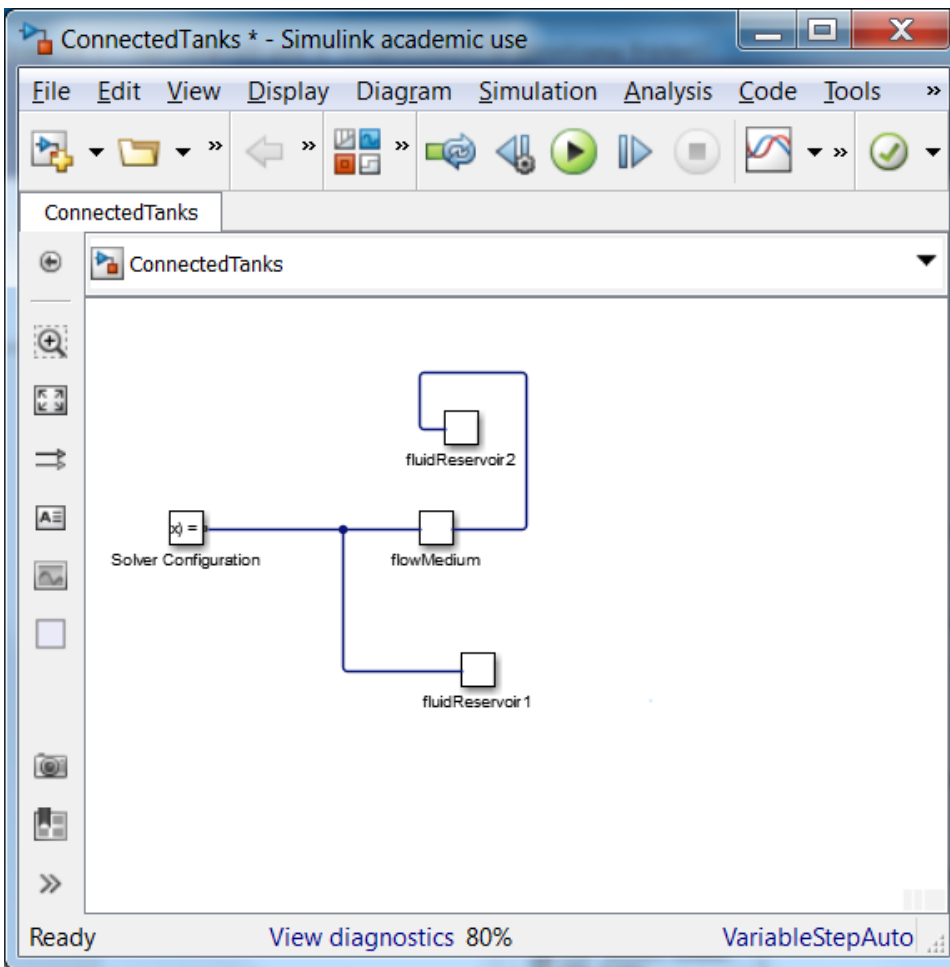 ConnectedTanks * - Simulink academic use
File Edit View Display Diagram Simulation Analysis Code Tools »
ConnectedTanks
ConnectedTanks
fluidReservoir2
x) =
Solver Configuration
flowMedium
fluidReservoir1
Ready View diagnostics 80% VariableStepAuto